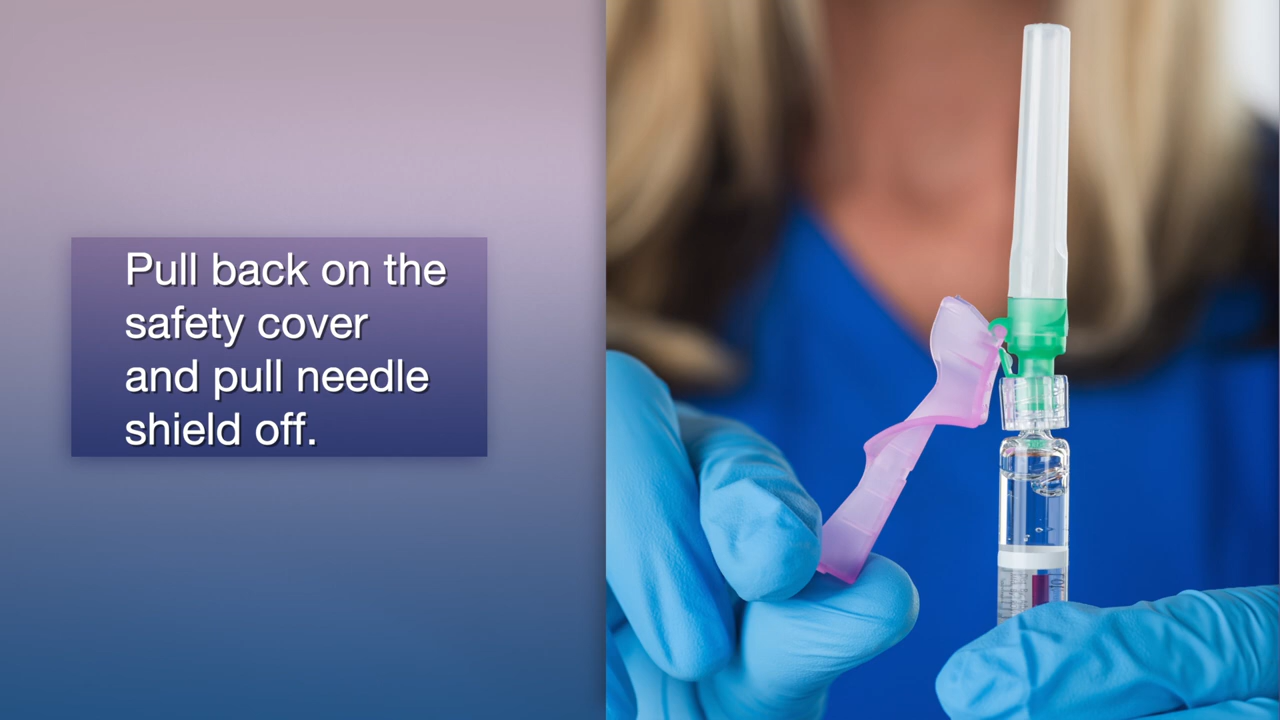 Pull back on the
safety cover
and pull needle
shield off.